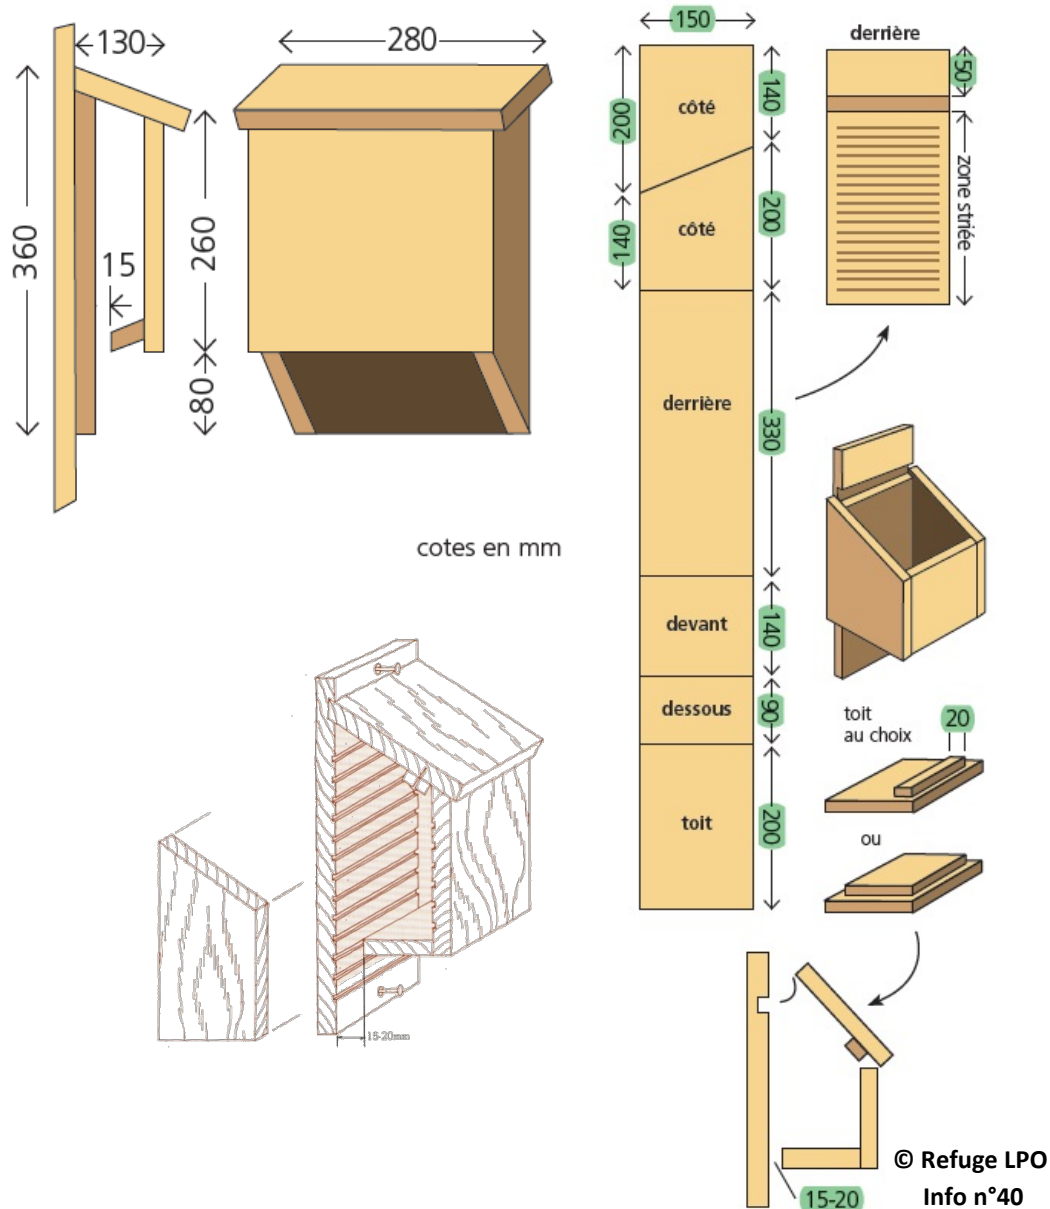 130
280
360
15
260
80
cotes en mm
150
200
140
côté
140
côté
200
derrière
330
devant
140
dessous
90
toit
200
derrière
50
zone striée
toit
au choix
20
ou
15-20mm
15-20
© Refuge LPO
Info n°40